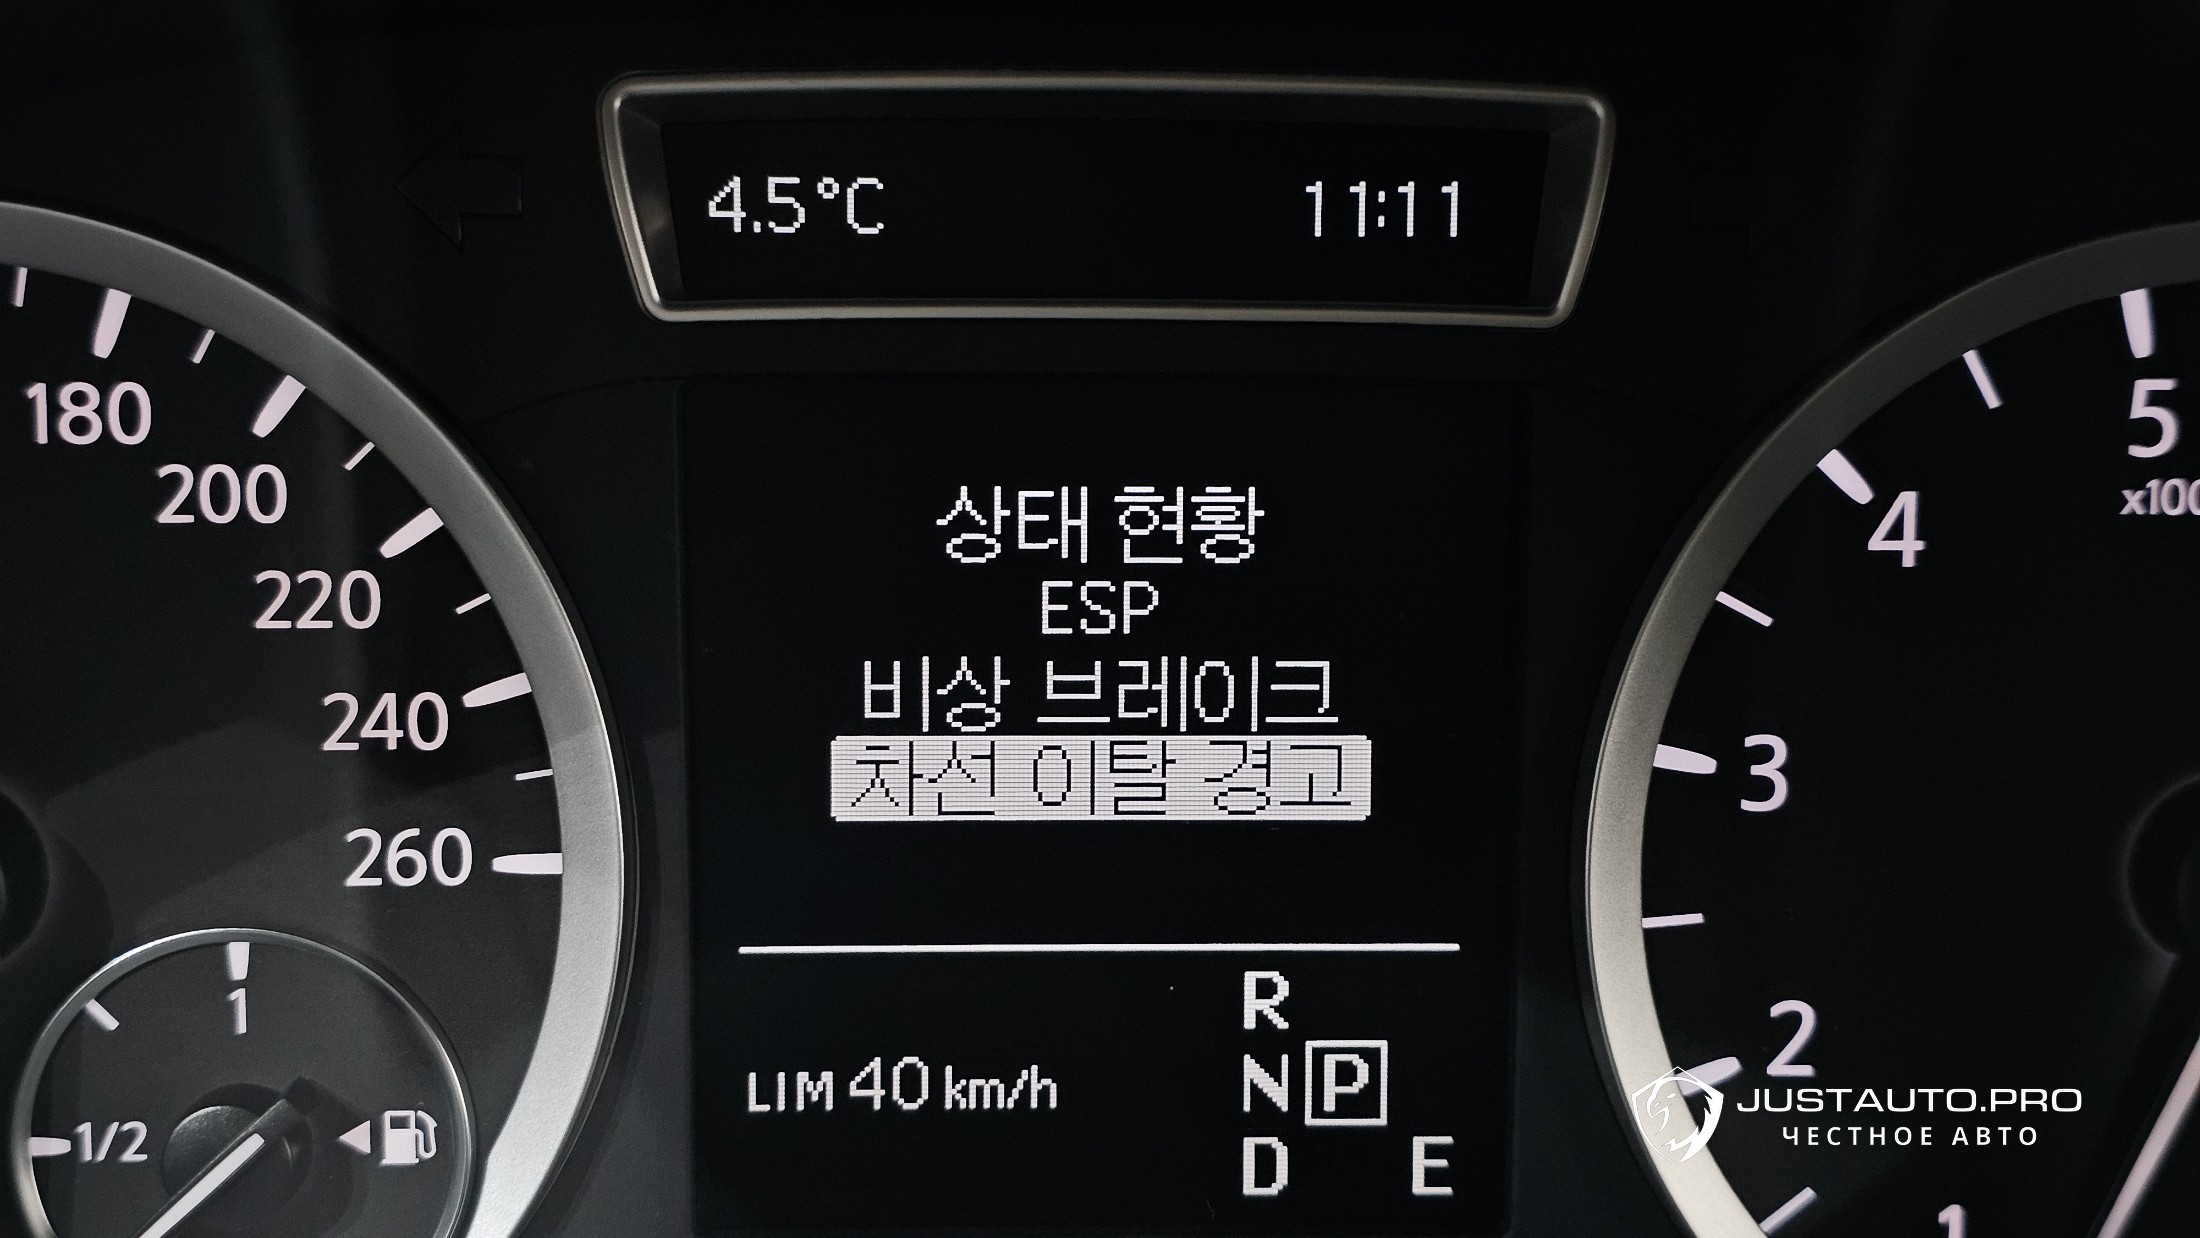 4.5°C 11:11
180
200
220
240
260
1
1/2
상태 현황
ESP
비상 브레이크
차선 이탈 경고
LIM 40 km/h
R
N P
D E
5
x100
4
3
2
1
JUSTAUTO.PRO
ЧЕСТНОЕ АВТО